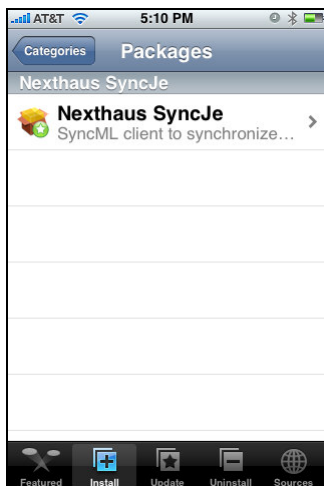 AT&T 5:10 PM
Categories Packages
Nexthaus SyncJe
Nexthaus SyncJe
SyncML client to synchronize...
Featured Install Update Uninstall Sources